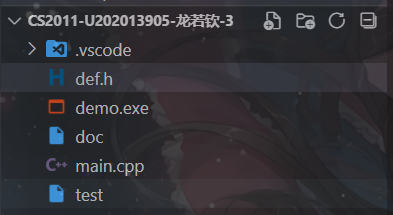 CS2011-U202013905-龙若钦-3
.vscode
H def.h
demo.exe
doc
C++ main.cpp
test